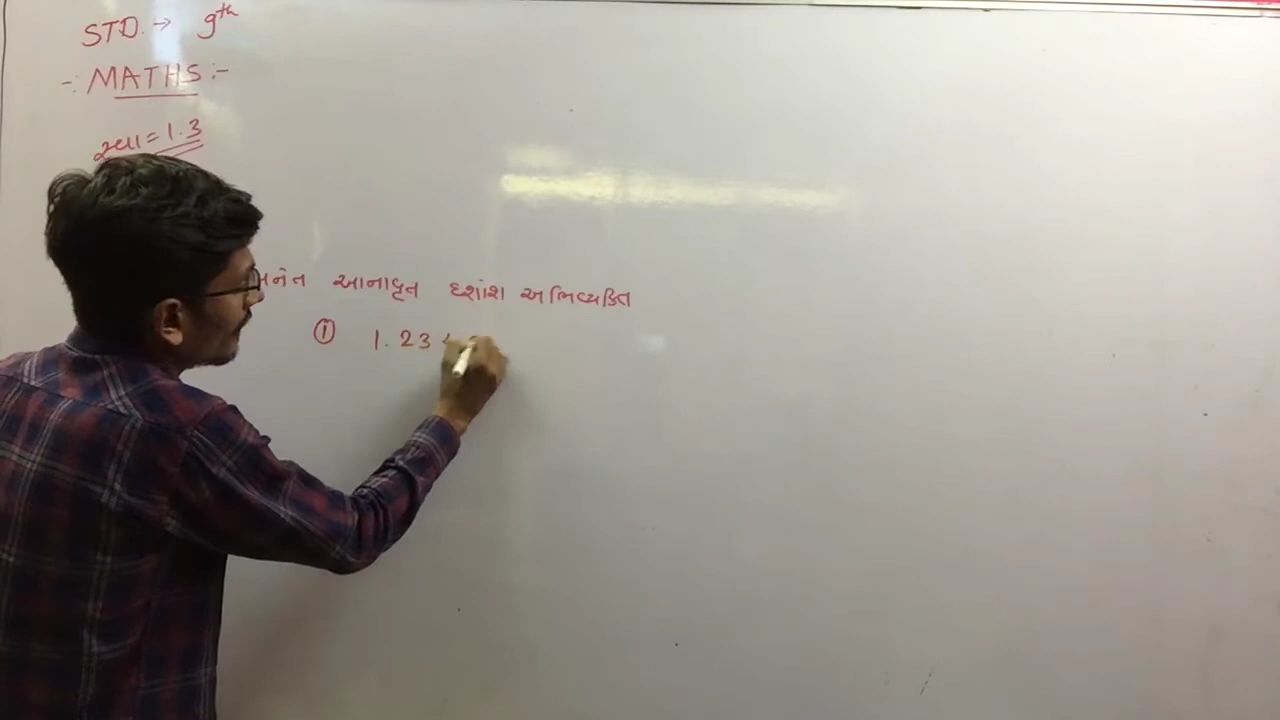 STD. → 9th
-: MATHS :-
સ્વા = 1.3
અનંત આનાવૃત દશાંશ અભિવ્યક્તિ
① 1.23